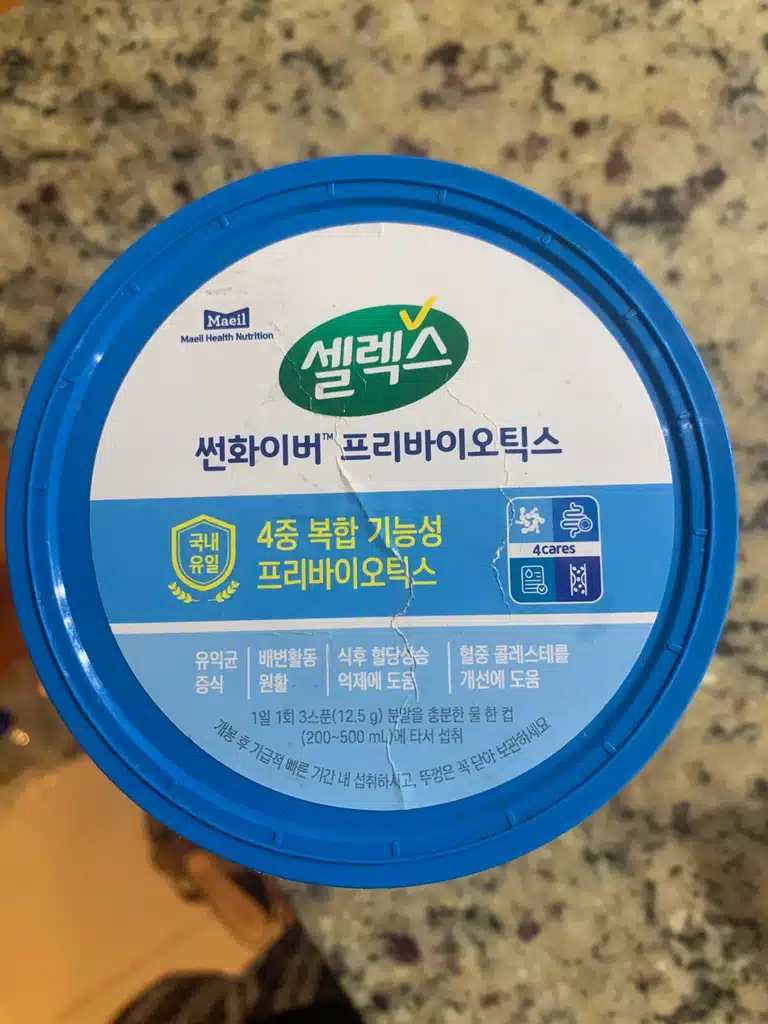 Maeil
Maeil Health Nutrition
셀렉스
썬화이버™ 프리바이오틱스
국내
유일
4중 복합 기능성
프리바이오틱스
4cares
유익균
증식
배변활동
원활
식후 혈당상승
억제에 도움
혈중 콜레스테롤
개선에 도움
1일 1회 3스푼(12.5 g) 분말을 충분한 물 한 컵
(200~500 mL)에 타서 섭취
개봉 후 가급적 빠른 기간 내 섭취하시고, 뚜껑은 꼭 닫아 보관하세요